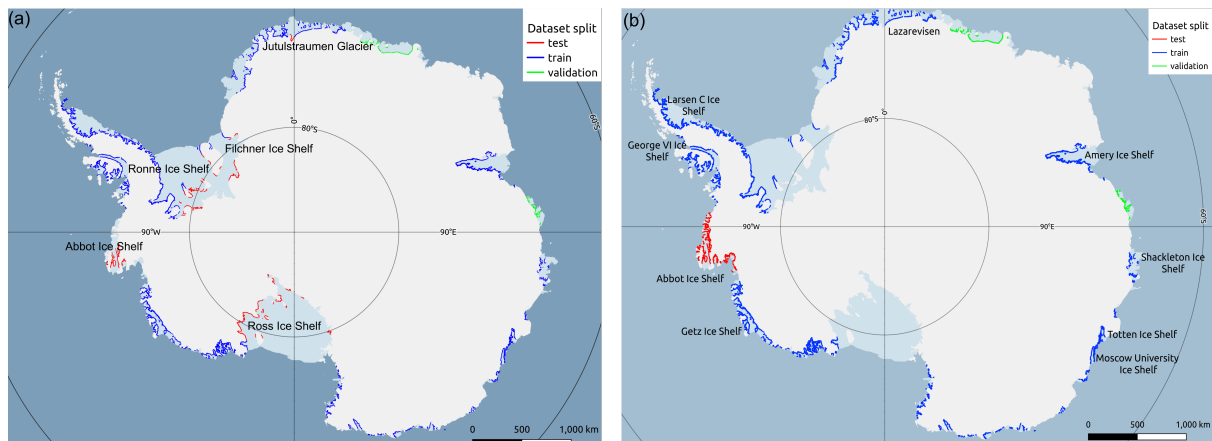 (a)
Jutulstraumen Glacier
Dataset split
test
train
validation
60°S
0°
80°S
Filchner Ice Shelf
Ronne Ice Shelf
90°W
90°E
Abbot Ice Shelf
Ross Ice Shelf
0 500 1,000 km
(b)
Lazarevisen
Dataset split
test
train
validation
Larsen C Ice
Shelf
0°
80°S
George VI Ice
Shelf
Amery Ice Shelf
60°S
90°W
90°E
Abbot Ice Shelf
Shackleton Ice
Shelf
Getz Ice Shelf
Totten Ice Shelf
Moscow University
Ice Shelf
0 500 1,000 km